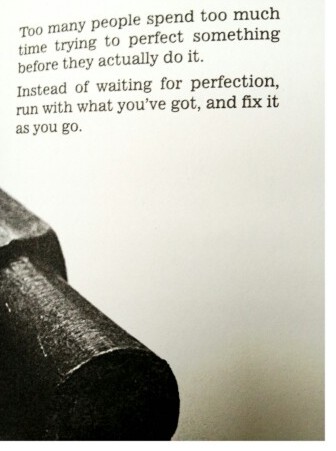 Too many people spend too much
time trying to perfect something
before they actually do it.
Instead of waiting for perfection,
run with what you've got, and fix it
as you go.